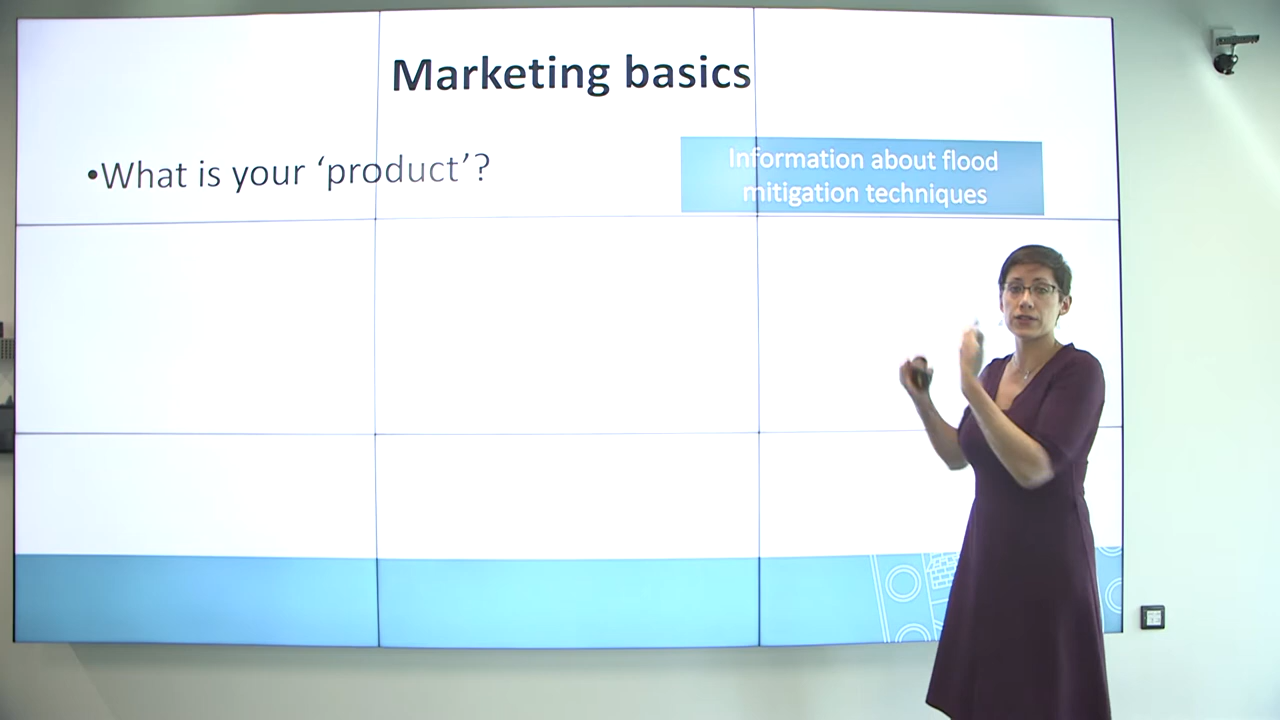 Marketing basics
•What is your ‘product’?
Information about flood
mitigation techniques